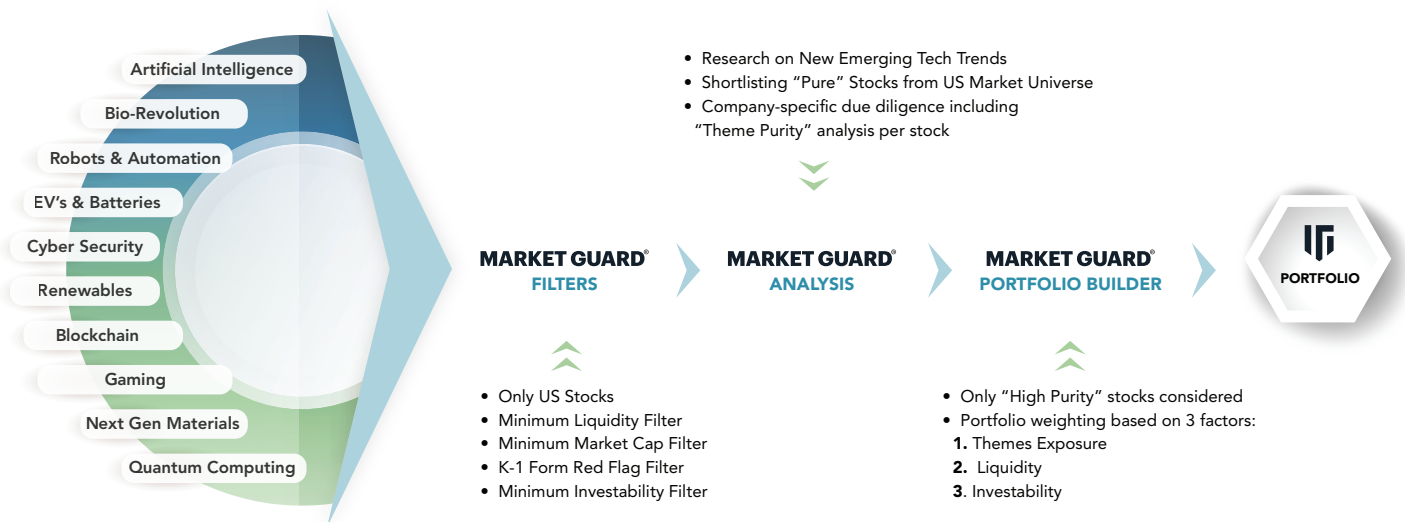 Artificial Intelligence
Bio-Revolution
Robots & Automation
EV's & Batteries
Cyber Security
Renewables
Blockchain
Gaming
Next Gen Materials
Quantum Computing
MARKET GUARD®
FILTERS
• Only US Stocks
• Minimum Liquidity Filter
• Minimum Market Cap Filter
• K-1 Form Red Flag Filter
• Minimum Investability Filter
• Research on New Emerging Tech Trends
• Shortlisting “Pure” Stocks from US Market Universe
• Company-specific due diligence including
“Theme Purity” analysis per stock
MARKET GUARD®
ANALYSIS
MARKET GUARD®
PORTFOLIO BUILDER
• Only “High Purity” stocks considered
• Portfolio weighting based on 3 factors:
1. Themes Exposure
2. Liquidity
3. Investability
PORTFOLIO